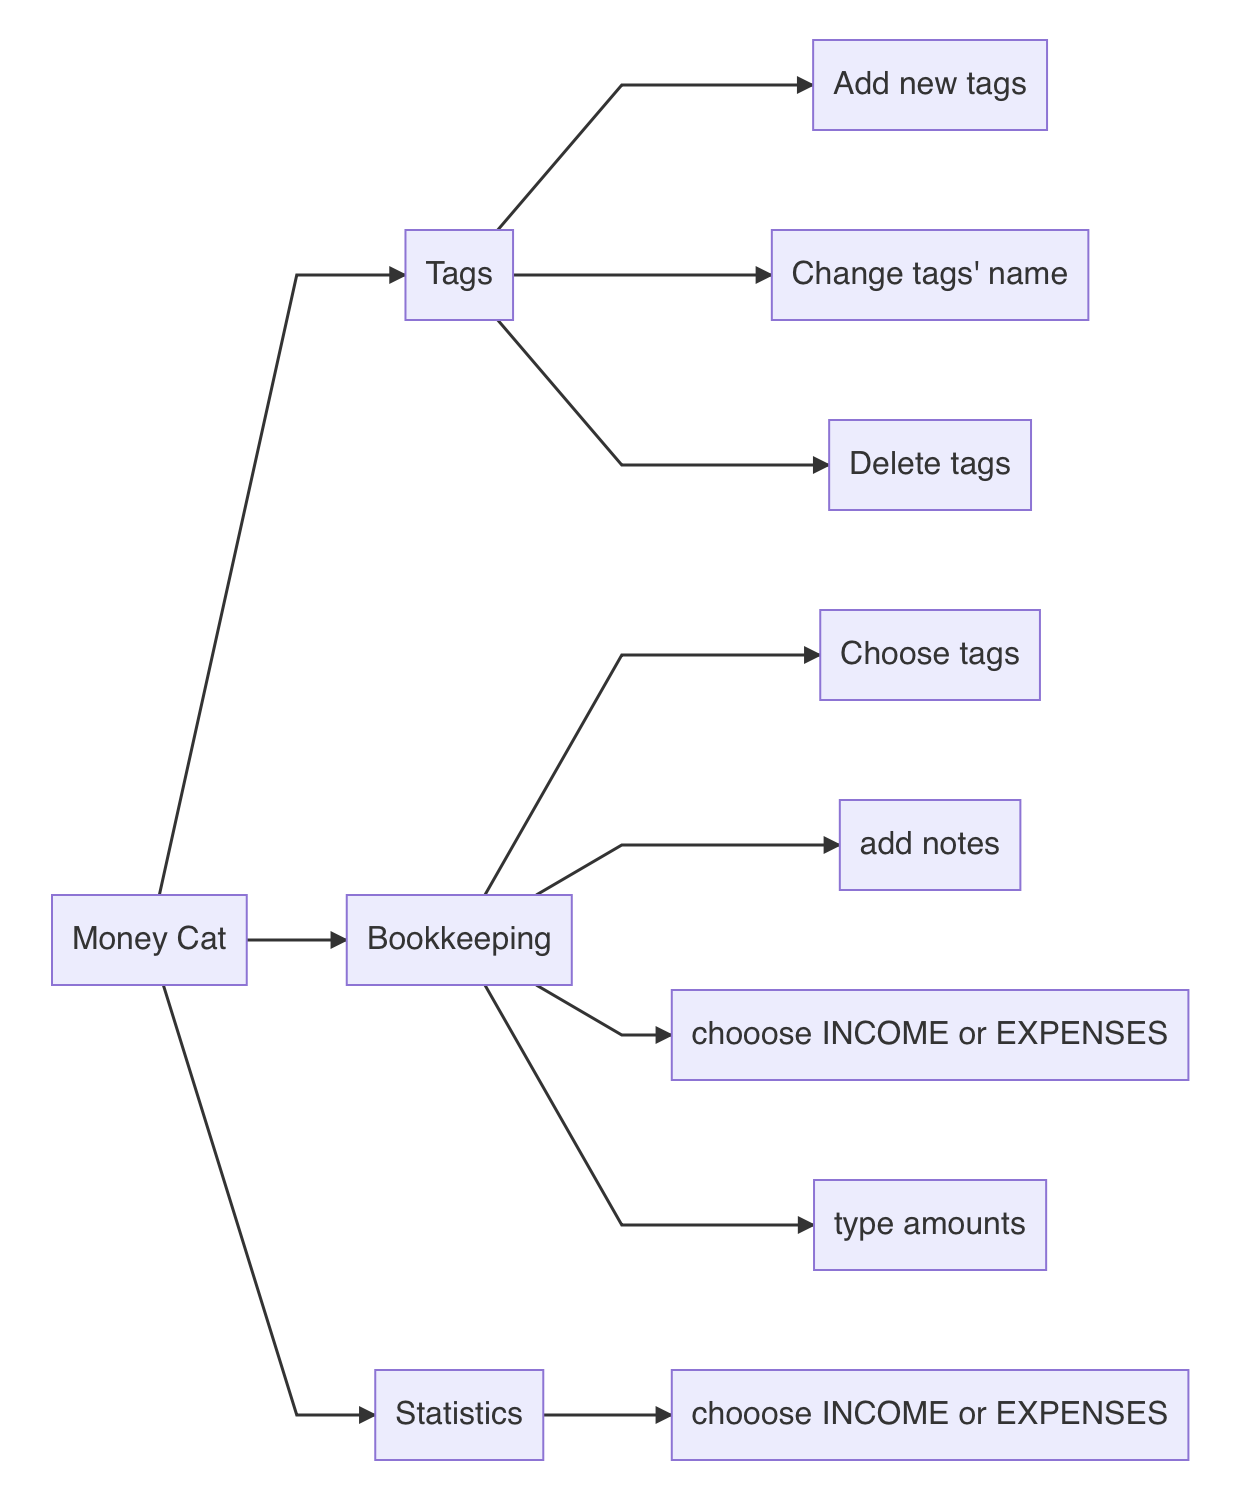 Add new tags
Tags
Change tags' name
Delete tags
Choose tags
add notes
Money Cat
Bookkeeping
chooose INCOME or EXPENSES
type amounts
Statistics
chooose INCOME or EXPENSES